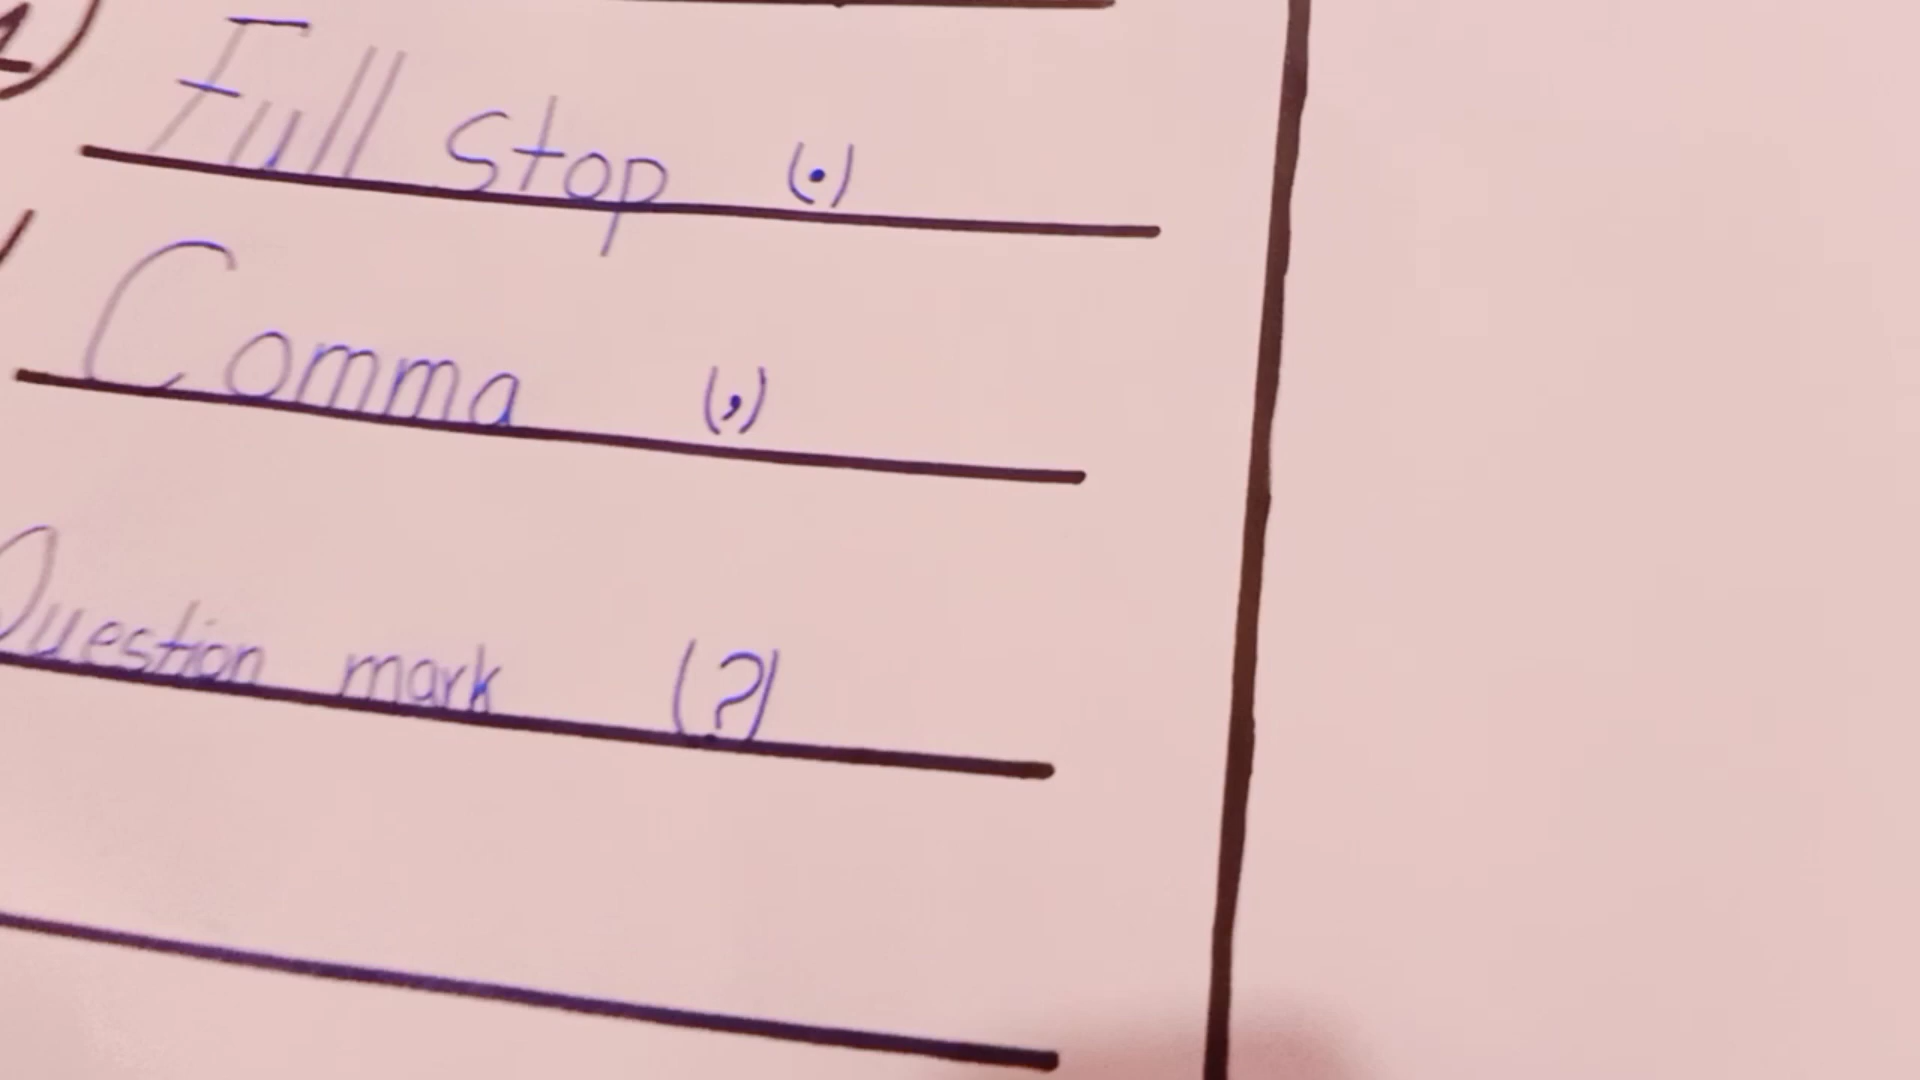 Full Stop (.)
Comma (,)
Question mark (?)